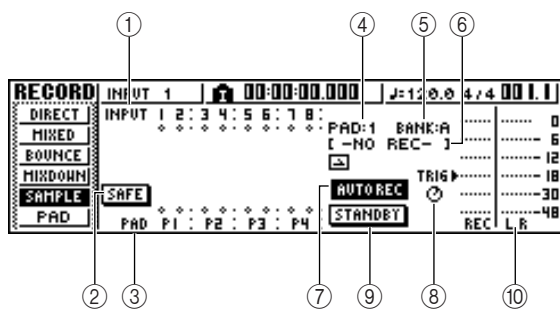 ① ④ ⑤ ⑥
RECORD INPUT 1 00:00:00.000 ♩=120.0 4/4 001.1
DIRECT
MIXED
BOUNCE
MIXDOWN
SAMPLE
PAD
INPUT 1 2 3 4 5 6 7 8
PAD:1 BANK:A
[ -NO REC- ]
SAFE
AUTOREC
STANDBY
TRIG
PAD P1 P2 P3 P4
REC L R
0
6
12
18
30
48
② ③ ⑦ ⑨ ⑧ ⑩